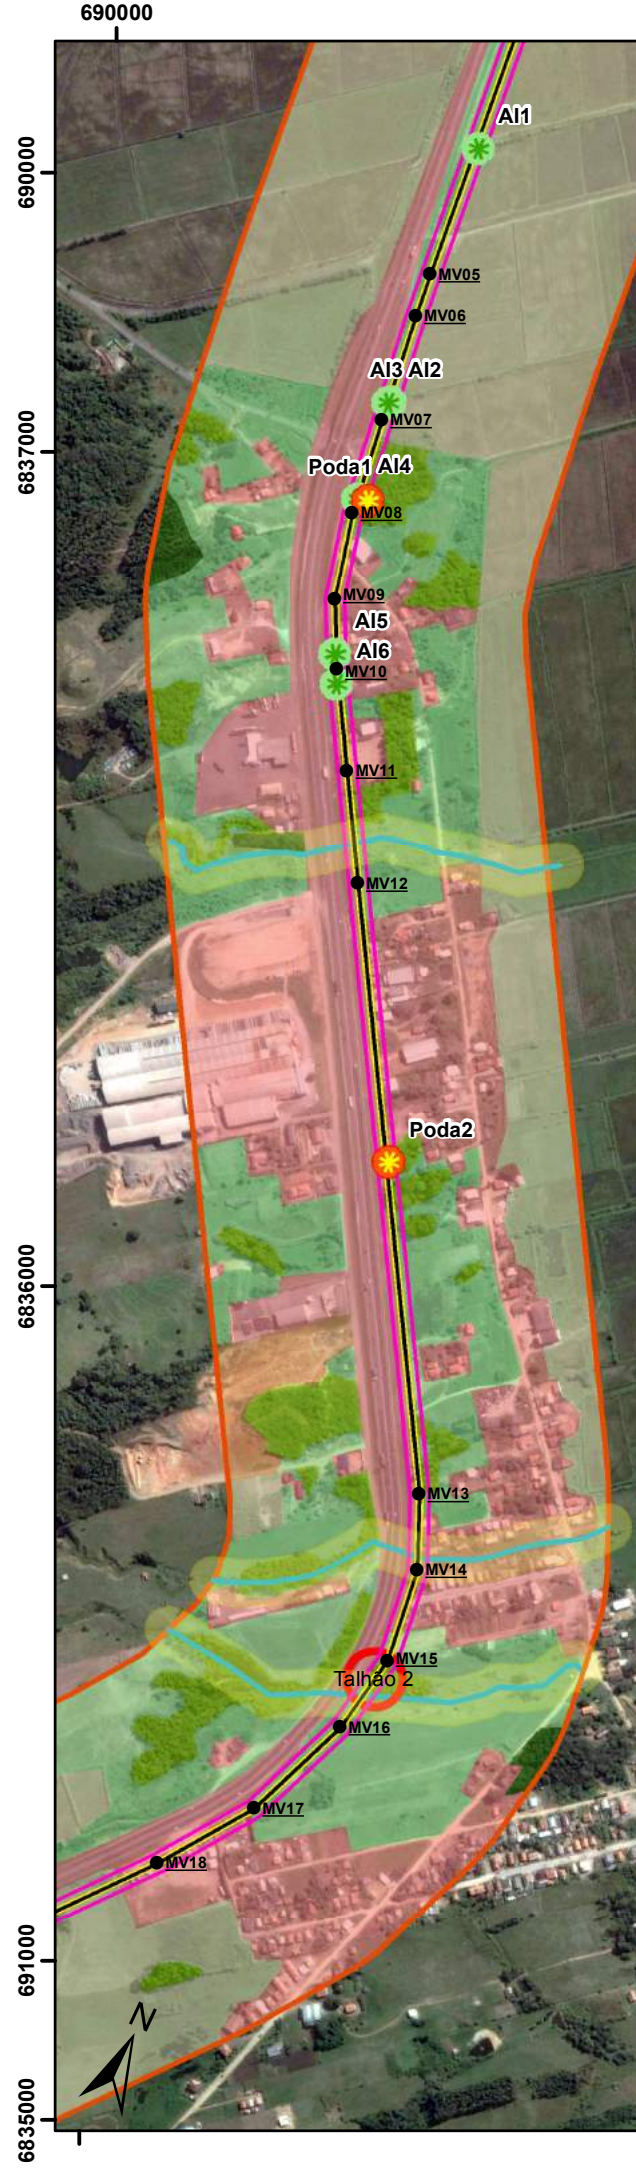 690000
690000
AI1
MV05
MV06
AI3 AI2
MV07
6837000
Poda1 AI4
MV08
MV09
AI5
AI6
MV10
MV11
MV12
Poda2
6836000
MV13
MV14
MV15
Talhão 2
MV16
MV17
MV18
691000
N
6835000